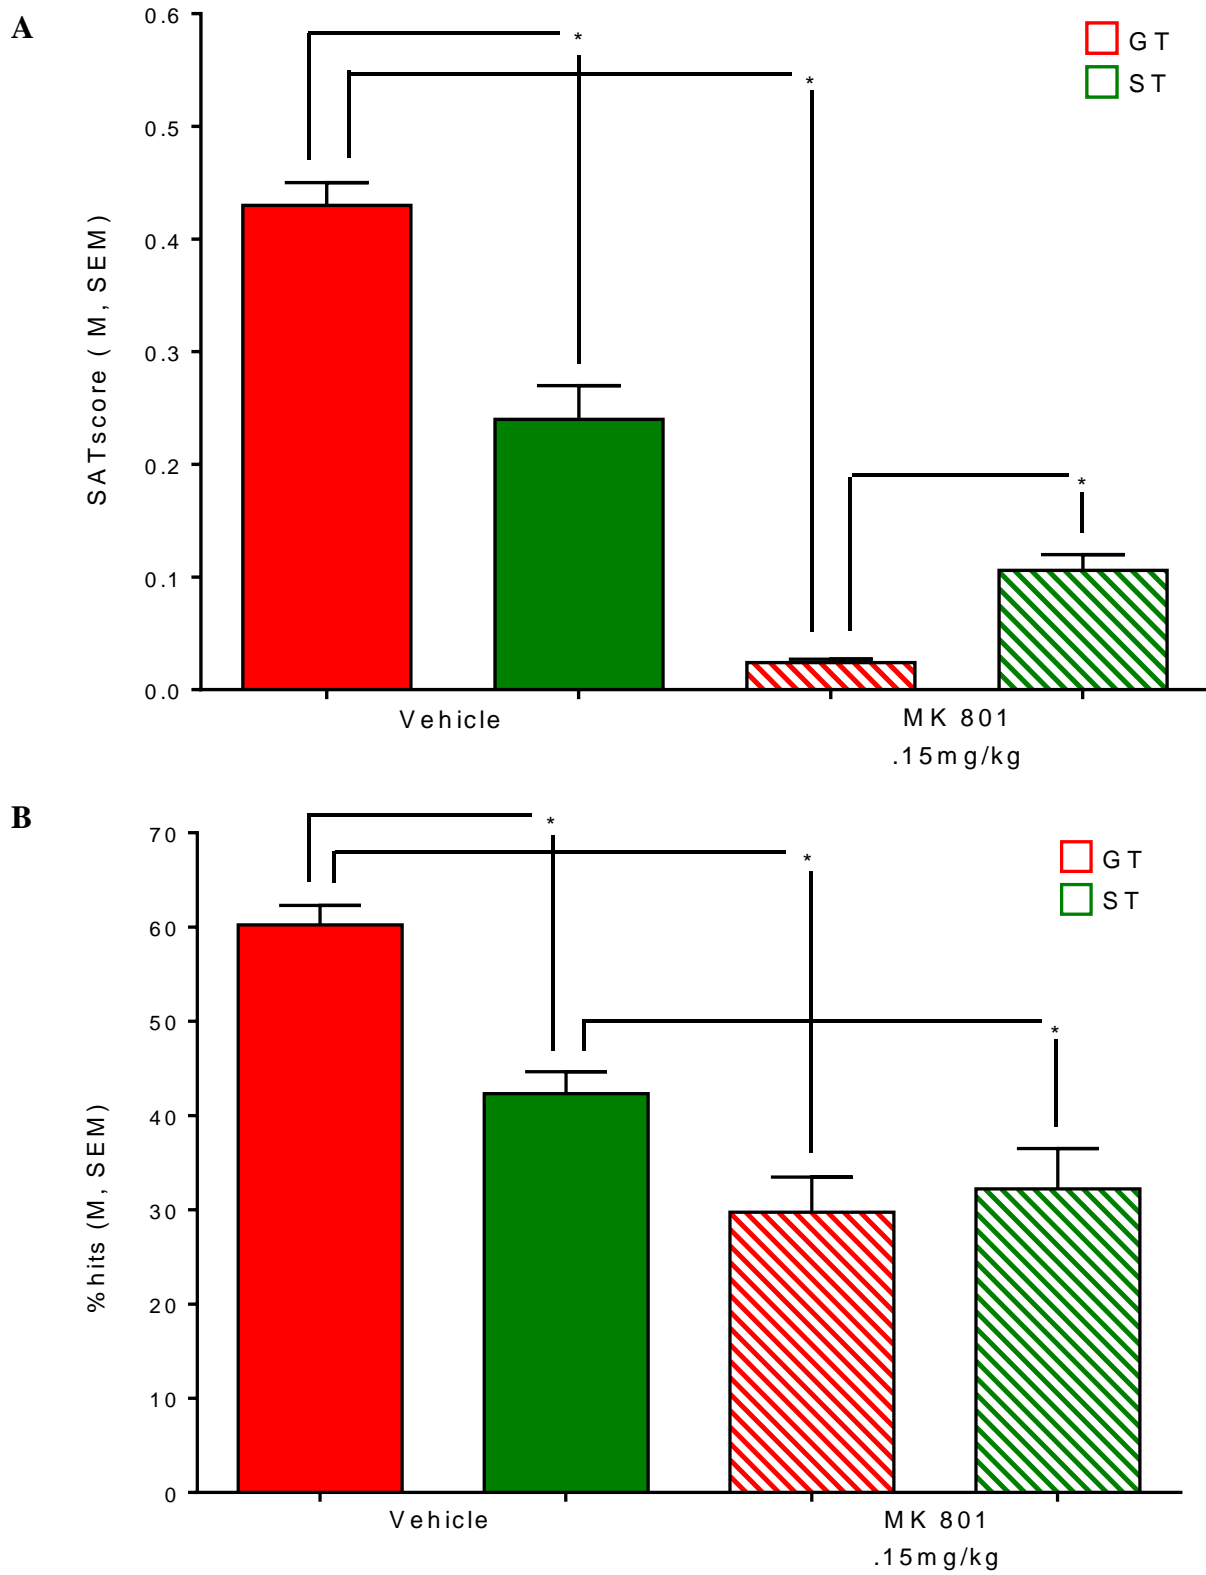 A
0.6
0.5
0.4
0.3
0.2
0.1
0.0
SATscore ( M, SEM)
*
*
*
GT
ST
Vehicle
MK 801
.15mg/kg
B
70
60
50
40
30
20
10
0
%hits (M, SEM)
*
*
*
GT
ST
Vehicle
MK 801
.15mg/kg